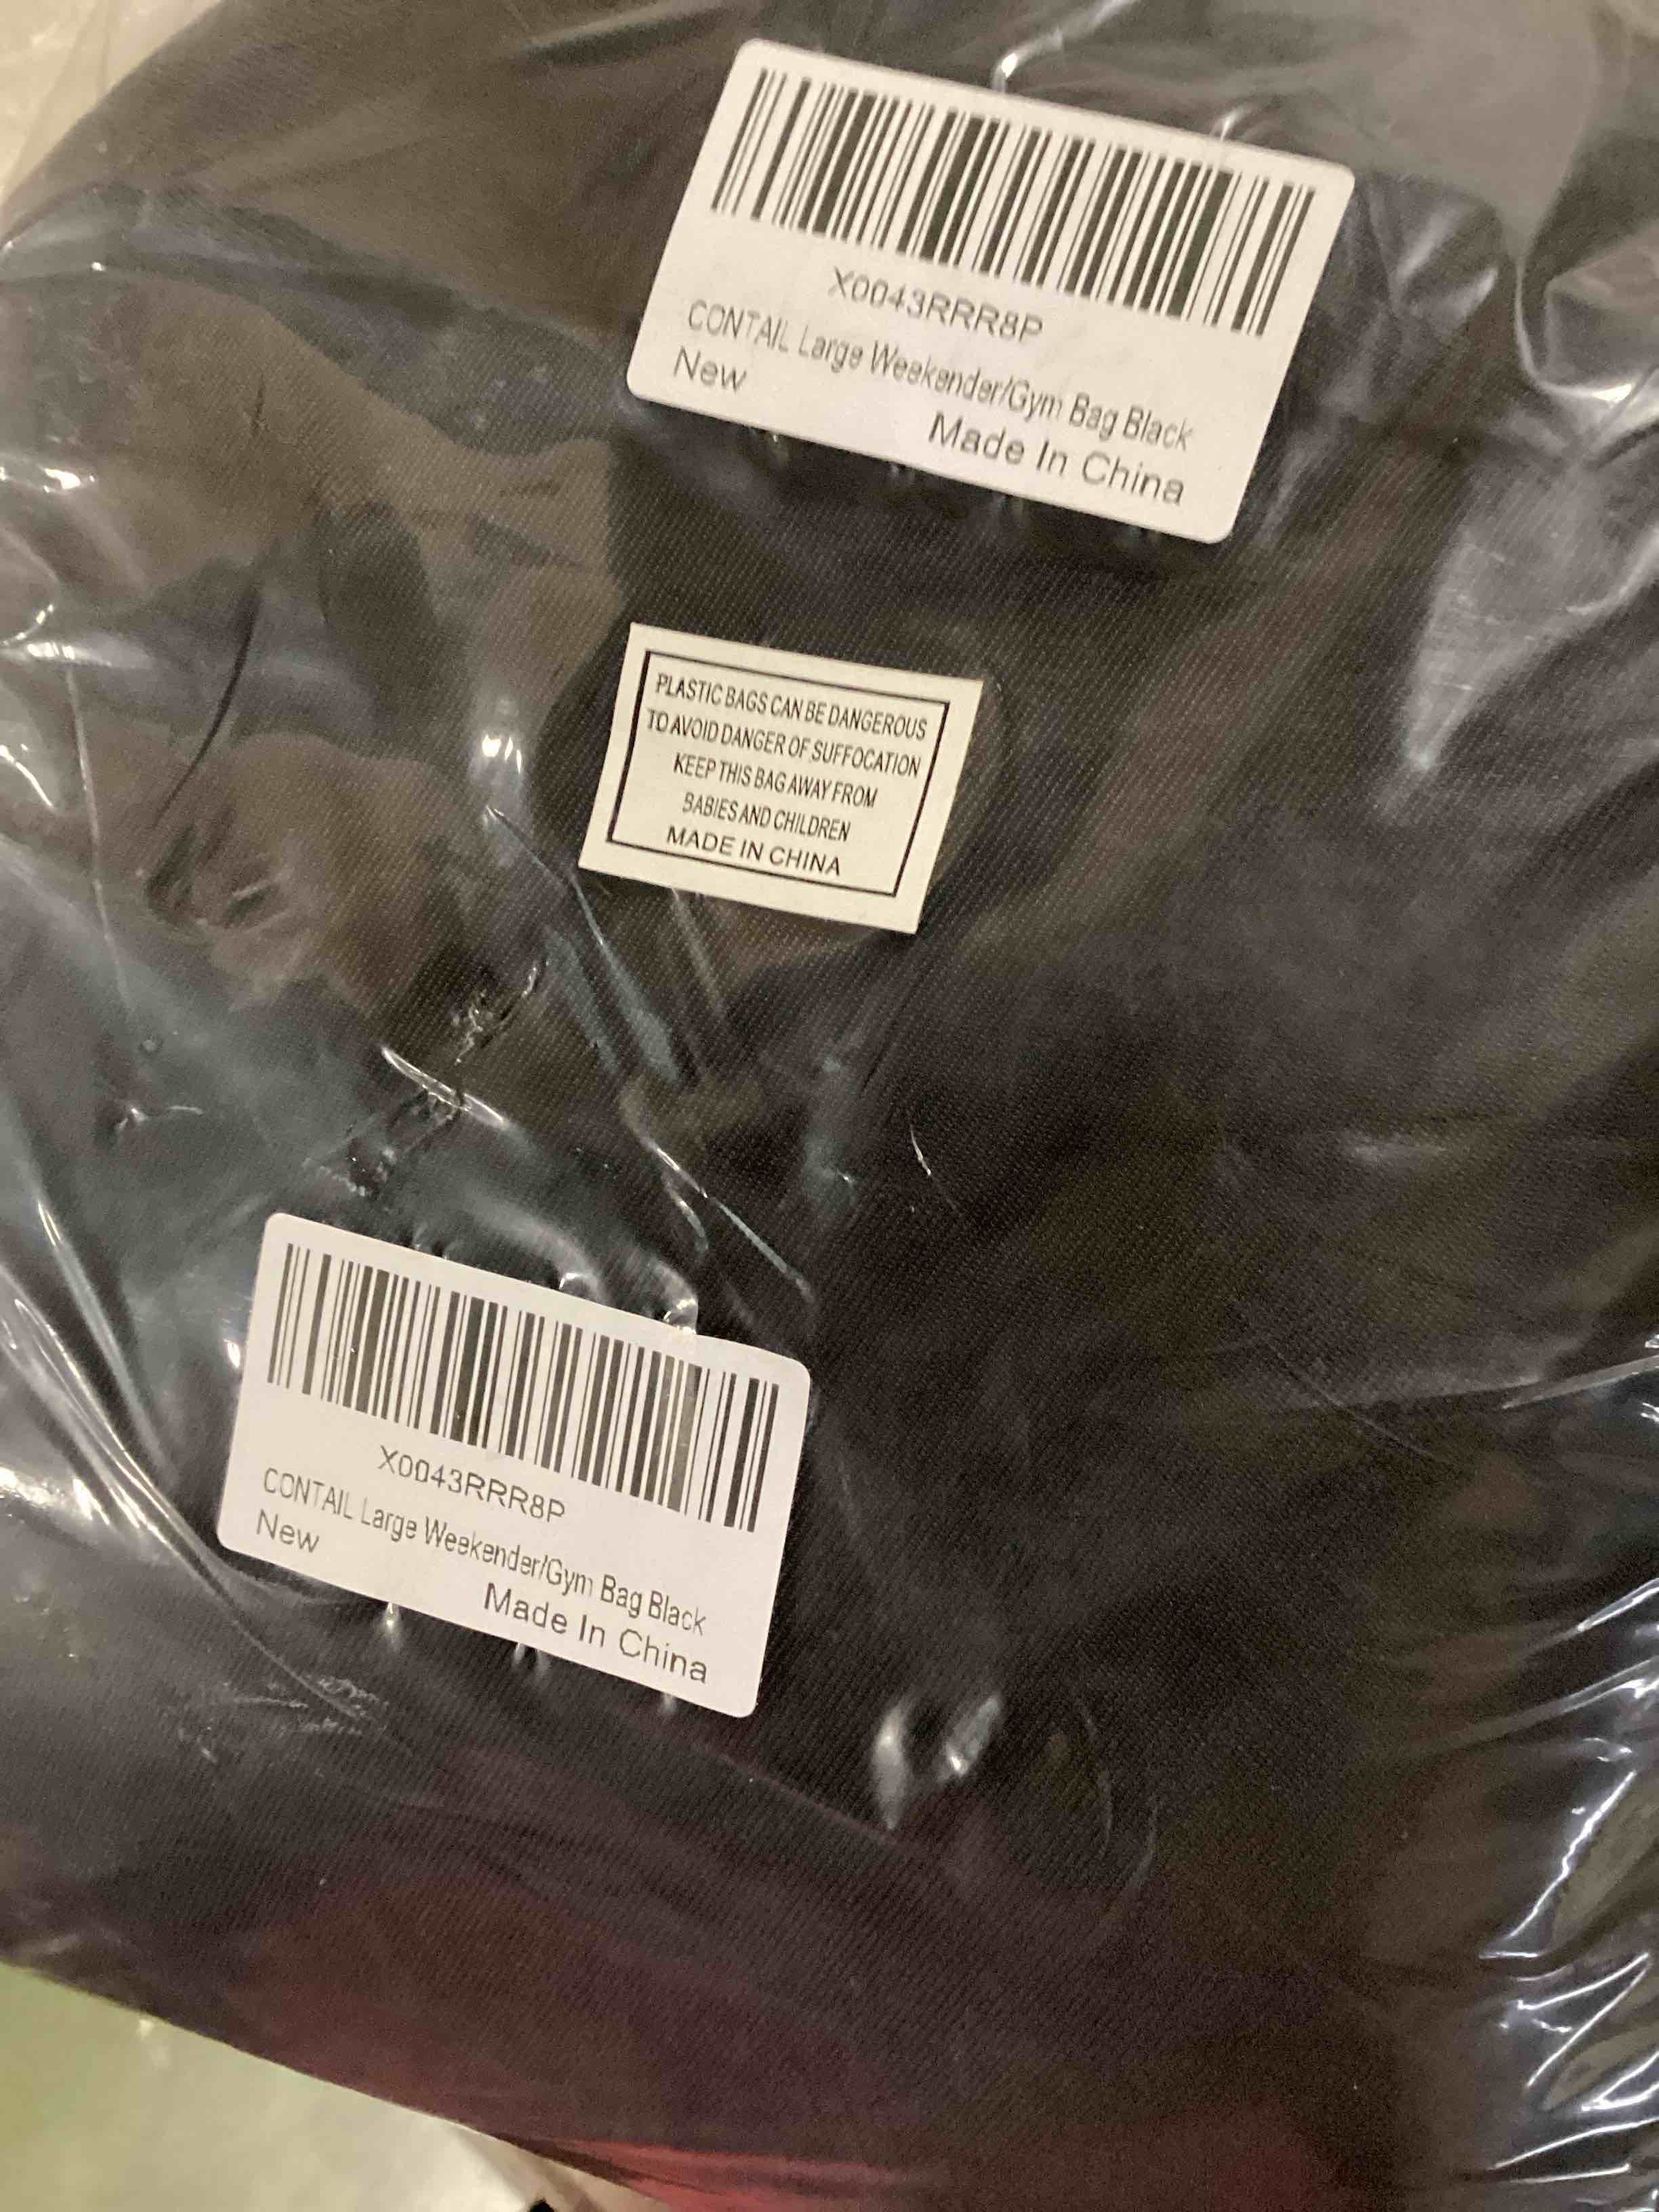 X0043RRR8P
CONTAIL Large Weekender/Gym Bag Black
New
Made In China
PLASTIC BAGS CAN BE DANGEROUS
TO AVOID DANGER OF SUFFOCATION
KEEP THIS BAG AWAY FROM
BABIES AND CHILDREN
MADE IN CHINA
X0043RRR8P
CONTAIL Large Weekender/Gym Bag Black
New
Made In China